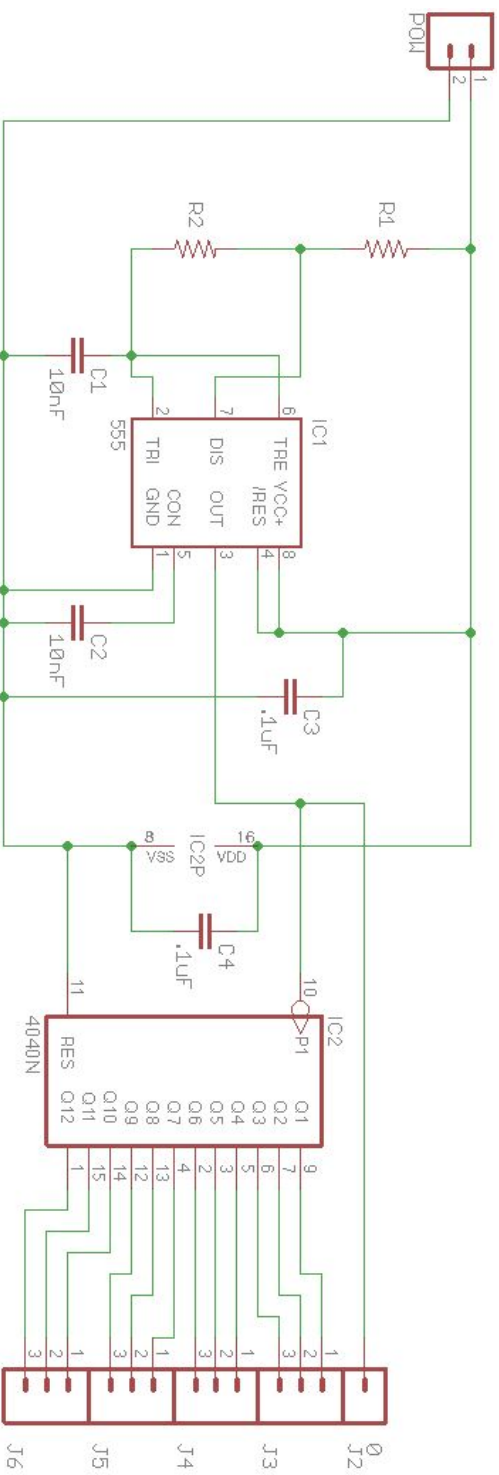 POW
1
2
R1
R2
C1
10nF
IC1
6 TRE VCC+ 8
/RES 4
7 DIS OUT 3
CON 5
2 TRI GND 1
555
C2
10nF
C3
.1uF
16
VDD
IC2P
VSS
8
C4
.1uF
IC2
10 P1 Q1 9
Q2 7
Q3 6
Q4 5
Q5 3
Q6 2
Q7 4
Q8 13
Q9 12
Q10 14
Q11 15
11 RES Q12 1
4040N
0
J2
1
2
3
J3
1
2
3
J4
1
2
3
J5
1
2
3
J6